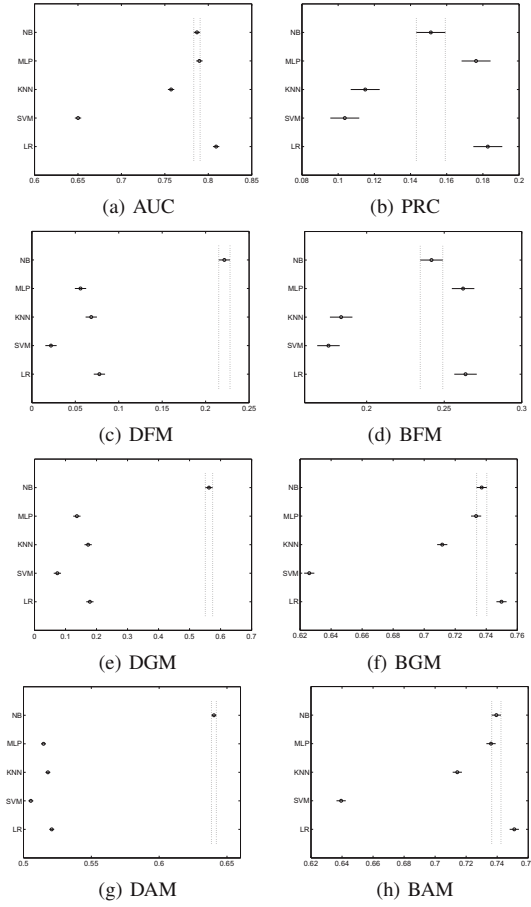 NB
MLP
KNN
SVM
LR
0.6 0.65 0.7 0.75 0.8 0.85
(a) AUC
NB
MLP
KNN
SVM
LR
0.08 0.1 0.12 0.14 0.16 0.18 0.2
(b) PRC
NB
MLP
KNN
SVM
LR
0 0.05 0.1 0.15 0.2 0.25
(c) DFM
NB
MLP
KNN
SVM
LR
0.2 0.25 0.3
(d) BFM
NB
MLP
KNN
SVM
LR
0 0.1 0.2 0.3 0.4 0.5 0.6 0.7
(e) DGM
NB
MLP
KNN
SVM
LR
0.62 0.64 0.66 0.68 0.7 0.72 0.74 0.76
(f) BGM
NB
MLP
KNN
SVM
LR
0.5 0.55 0.6 0.65
(g) DAM
NB
MLP
KNN
SVM
LR
0.62 0.64 0.66 0.68 0.7 0.72 0.74
(h) BAM